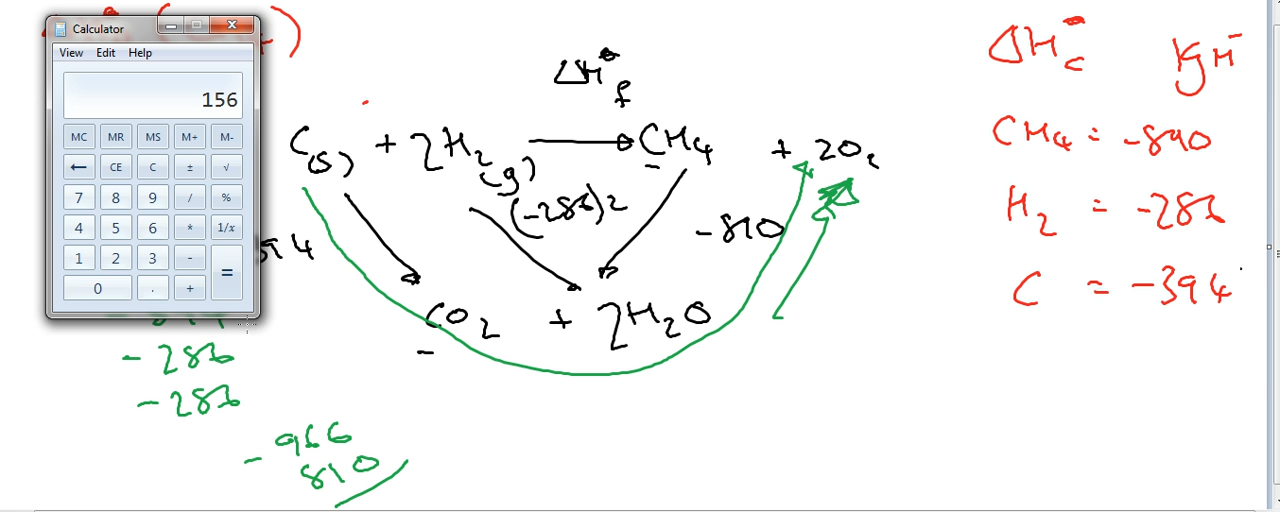 Calculator
View Edit Help
156
MC MR MS M+ M-
← CE C ± √
7 8 9 / %
4 5 6 * 1/x
1 2 3 - =
0 . +
ΔH°f
C(s) + 2H2(g) → CH4 + 2O2
94
(-286)2
-810
CO2 + 2H2O
- 286
- 286
- 966
810
ΔH°c
CH4 = -890
H2 = -286
C = -394